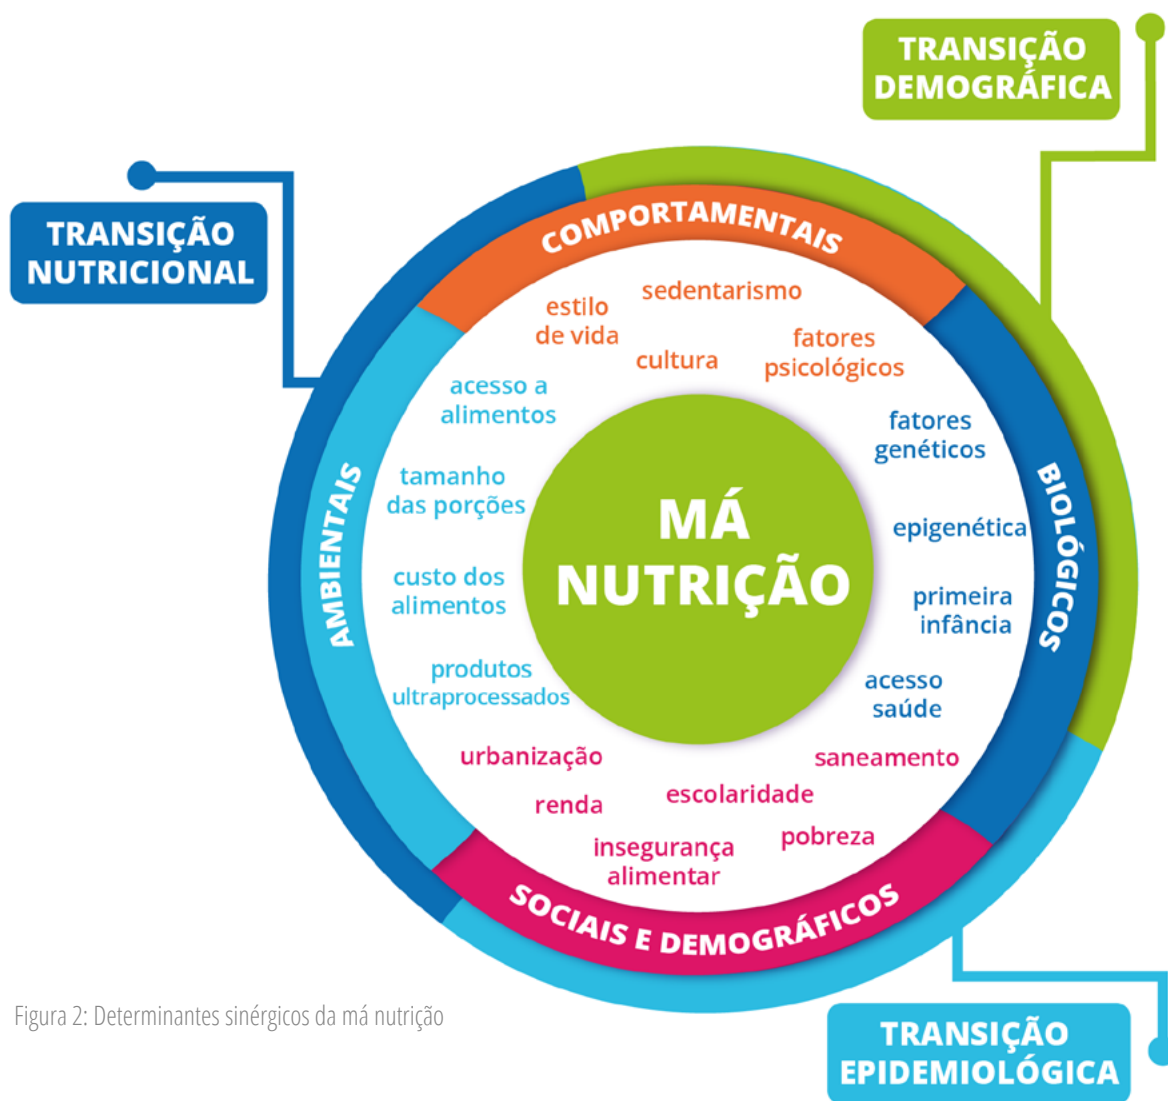 TRANSIÇÃO
DEMOGRÁFICA
TRANSIÇÃO
NUTRICIONAL
COMPORTAMENTAIS
sedentarismo
estilo
de vida
cultura
fatores
psicológicos
acesso a
alimentos
fatores
genéticos
tamanho
das porções
AMBIENTAIS
MÁ
NUTRIÇÃO
epigenética
BIOLÓGICOS
custo dos
alimentos
primeira
infância
produtos
ultraprocessados
acesso
saúde
urbanização
saneamento
renda
escolaridade
insegurança
alimentar
pobreza
SOCIAIS E DEMOGRÁFICOS
Figura 2: Determinantes sinérgicos da má nutrição
TRANSIÇÃO
EPIDEMIOLÓGICA